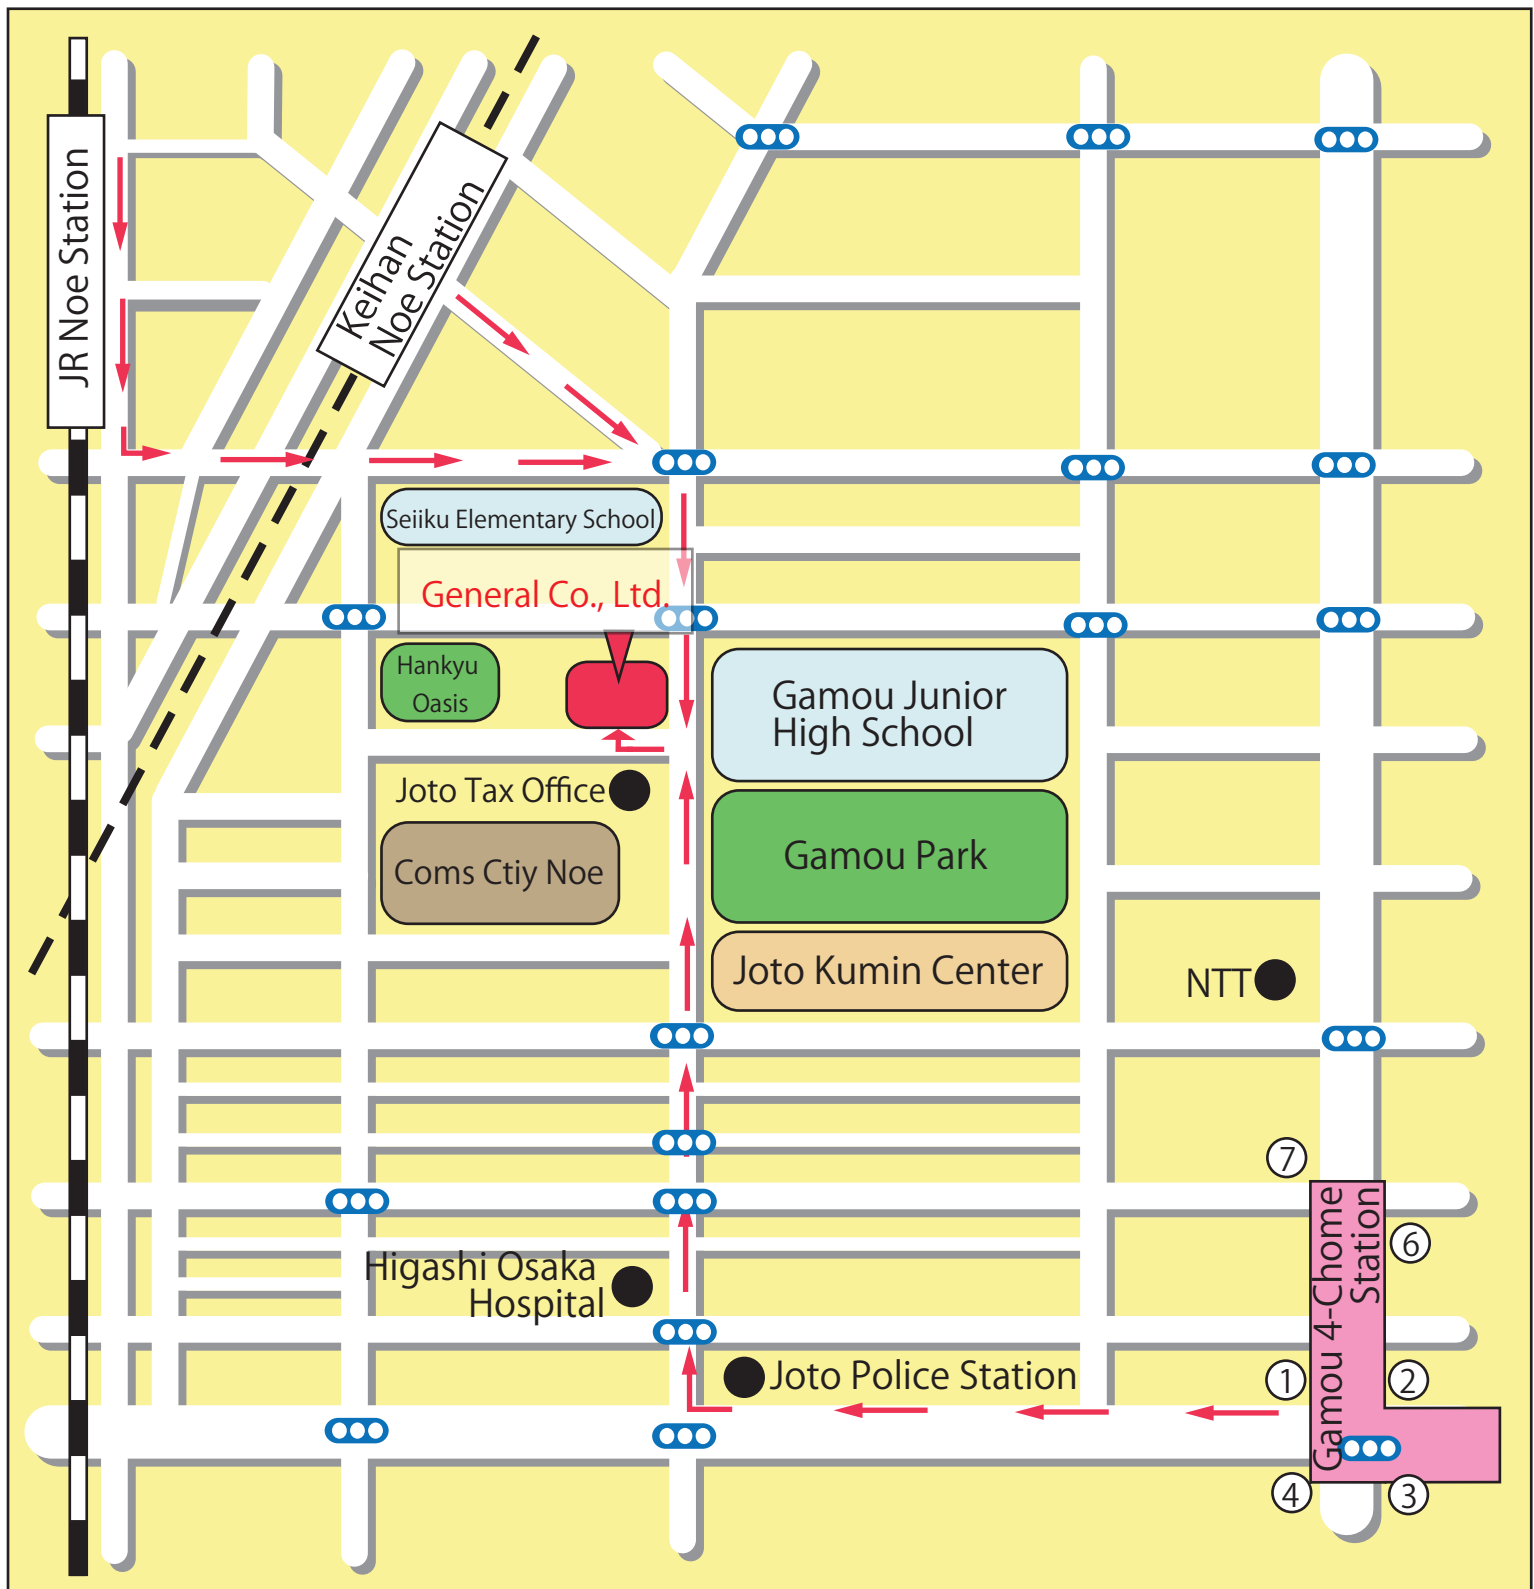 JR Noe Station
Keihan
Noe Station
Seiiku Elementary School
General Co., Ltd.
Hankyu
Oasis
Gamou Junior
High School
Joto Tax Office
Coms Ctiy Noe
Gamou Park
Joto Kumin Center
NTT
⑦
Gamou 4-Chome
Station
⑥
Higashi Osaka
Hospital
Joto Police Station
①
②
④
③